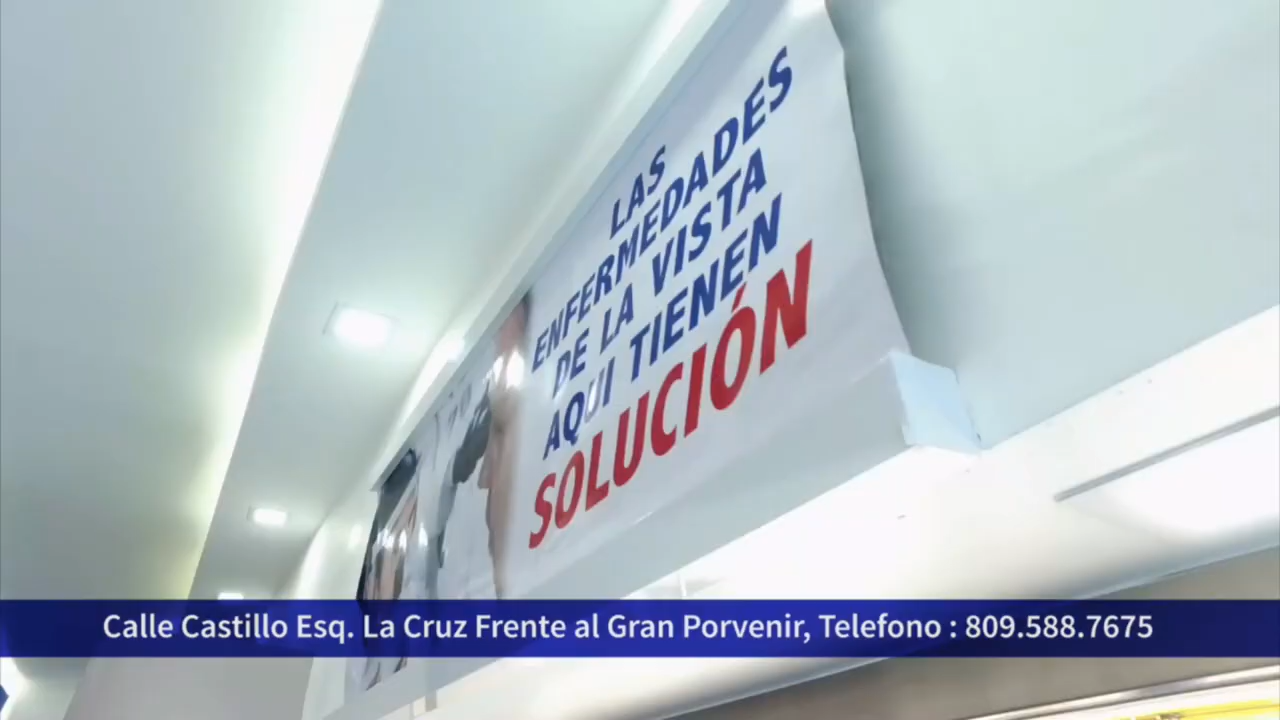 LAS
ENFERMEDADES
DE LA VISTA
AQUI TIENEN
SOLUCIÓN
Calle Castillo Esq. La Cruz Frente al Gran Porvenir, Telefono : 809.588.7675